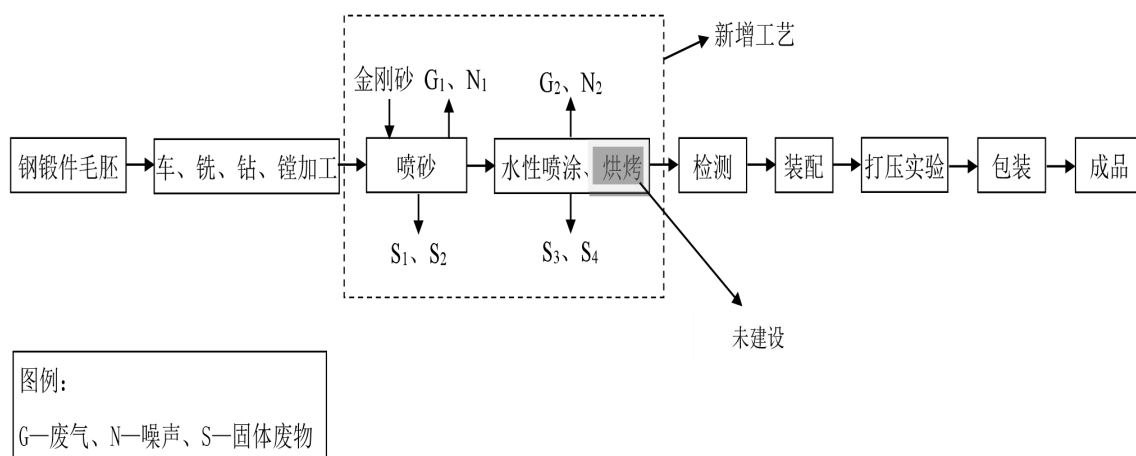 新增工艺
金刚砂 G₁、N₁
G₂、N₂
钢锻件毛胚
车、铣、钻、镗加工
喷砂
水性喷涂、烘烤
检测
装配
打压实验
包装
成品
S₁、S₂
S₃、S₄
未建设
图例：
G—废气、N—噪声、S—固体废物